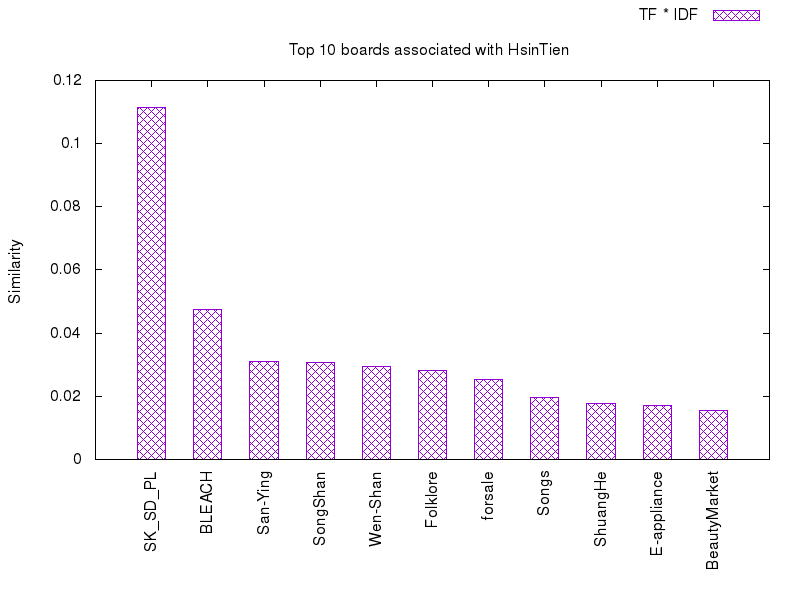 TF * IDF
Top 10 boards associated with HsinTien
0.12
0.1
0.08
0.06
0.04
0.02
0
Similarity
SK_SD_PL
BLEACH
San-Ying
SongShan
Wen-Shan
Folklore
forsale
Songs
ShuangHe
E-appliance
BeautyMarket